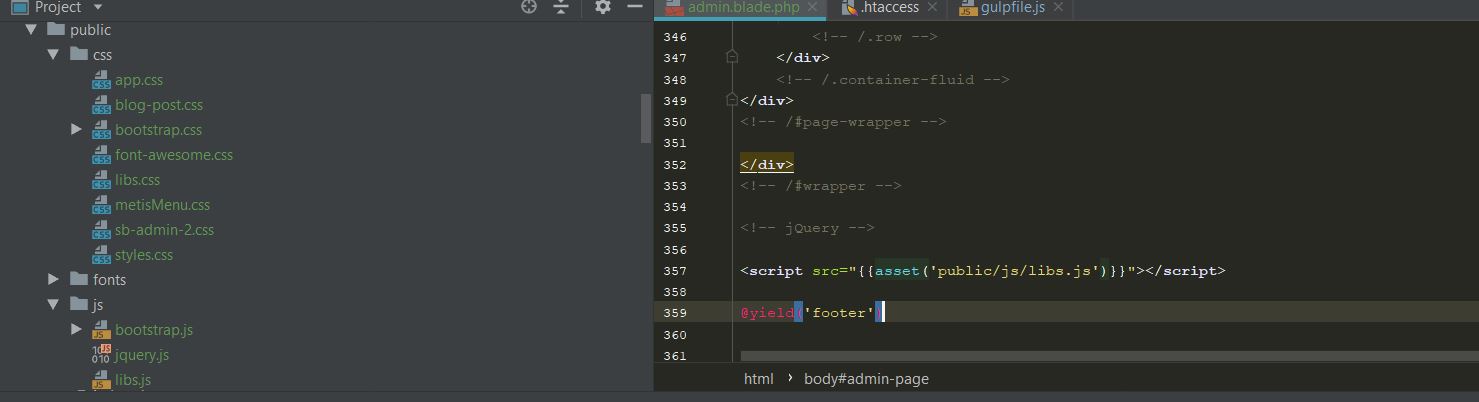 Project
public
css
app.css
blog-post.css
bootstrap.css
font-awesome.css
libs.css
metisMenu.css
sb-admin-2.css
styles.css
fonts
js
bootstrap.js
jquery.js
libs.js
admin.blade.php
.htaccess
gulpfile.js
346 <!-- /.row -->
347 </div>
348 <!-- /.container-fluid -->
349 </div>
350 <!-- /#page-wrapper -->
351
352 </div>
353 <!-- /#wrapper -->
354
355 <!-- jQuery -->
356
357 <script src="{{asset('public/js/libs.js')}}"></script>
358
359 @yield('footer')
360
361
html › body#admin-page